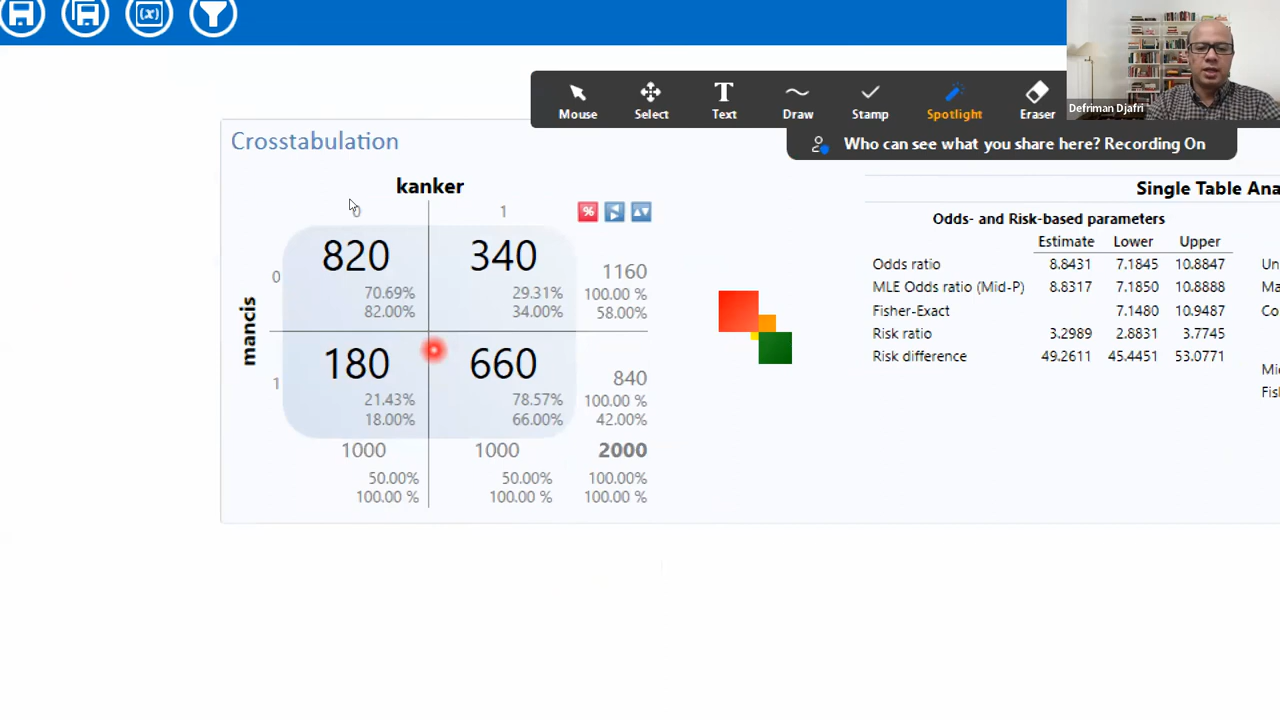 Mouse
Select
Text
Draw
Stamp
Spotlight
Eraser
Defriman Djafri
Who can see what you share here? Recording On
Crosstabulation
kanker
0 1
%
mancis
0
820 340 1160
70.69% 29.31% 100.00 %
82.00% 34.00% 58.00%
1
180 660 840
21.43% 78.57% 100.00 %
18.00% 66.00% 42.00%
1000 1000 2000
50.00% 50.00% 100.00%
100.00 % 100.00 % 100.00 %
Single Table Ana
Odds- and Risk-based parameters
Estimate Lower Upper
Odds ratio 8.8431 7.1845 10.8847
MLE Odds ratio (Mid-P) 8.8317 7.1850 10.8888
Fisher-Exact 7.1480 10.9487
Risk ratio 3.2989 2.8831 3.7745
Risk difference 49.2611 45.4451 53.0771
Un
Ma
Co
Mi
Fis